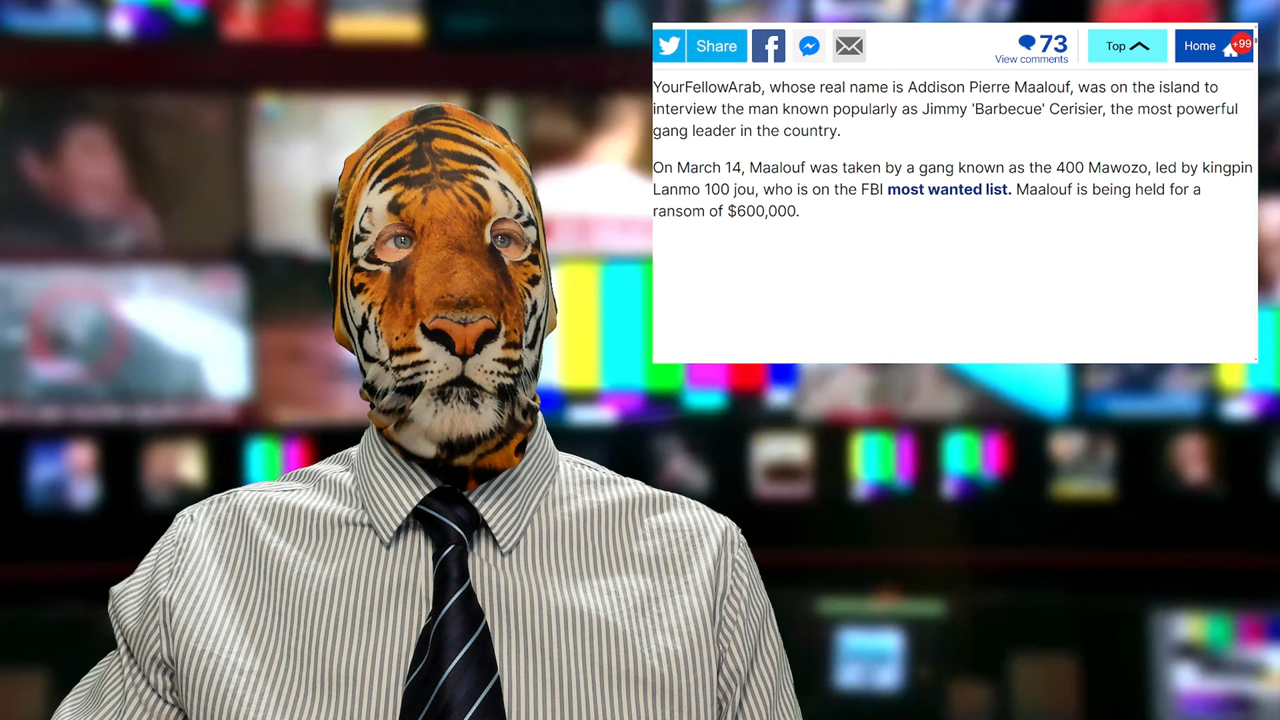 Share
73
View comments
Top
Home
+99
YourFellowArab, whose real name is Addison Pierre Maalouf, was on the island to
interview the man known popularly as Jimmy 'Barbecue' Cerisier, the most powerful
gang leader in the country.
On March 14, Maalouf was taken by a gang known as the 400 Mawozo, led by kingpin
Lanmo 100 jou, who is on the FBI most wanted list. Maalouf is being held for a
ransom of $600,000.